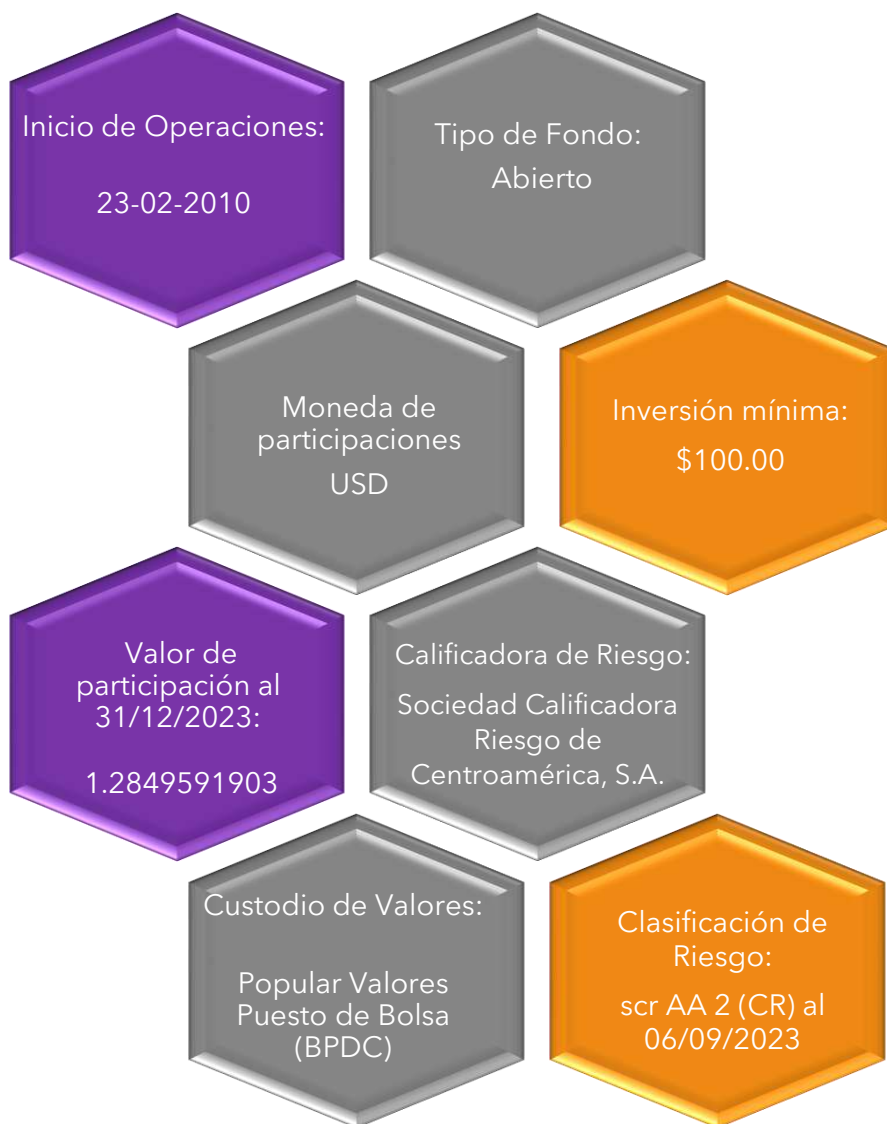 Inicio de Operaciones:
23-02-2010
Tipo de Fondo:
Abierto
Moneda de
participaciones
USD
Inversión mínima:
$100.00
Valor de
participación al
31/12/2023:
1.2849591903
Calificadora de Riesgo:
Sociedad Calificadora
Riesgo de
Centroamérica, S.A.
Custodio de Valores:
Popular Valores
Puesto de Bolsa
(BPDC)
Clasificación de
Riesgo:
scr AA 2 (CR) al
06/09/2023